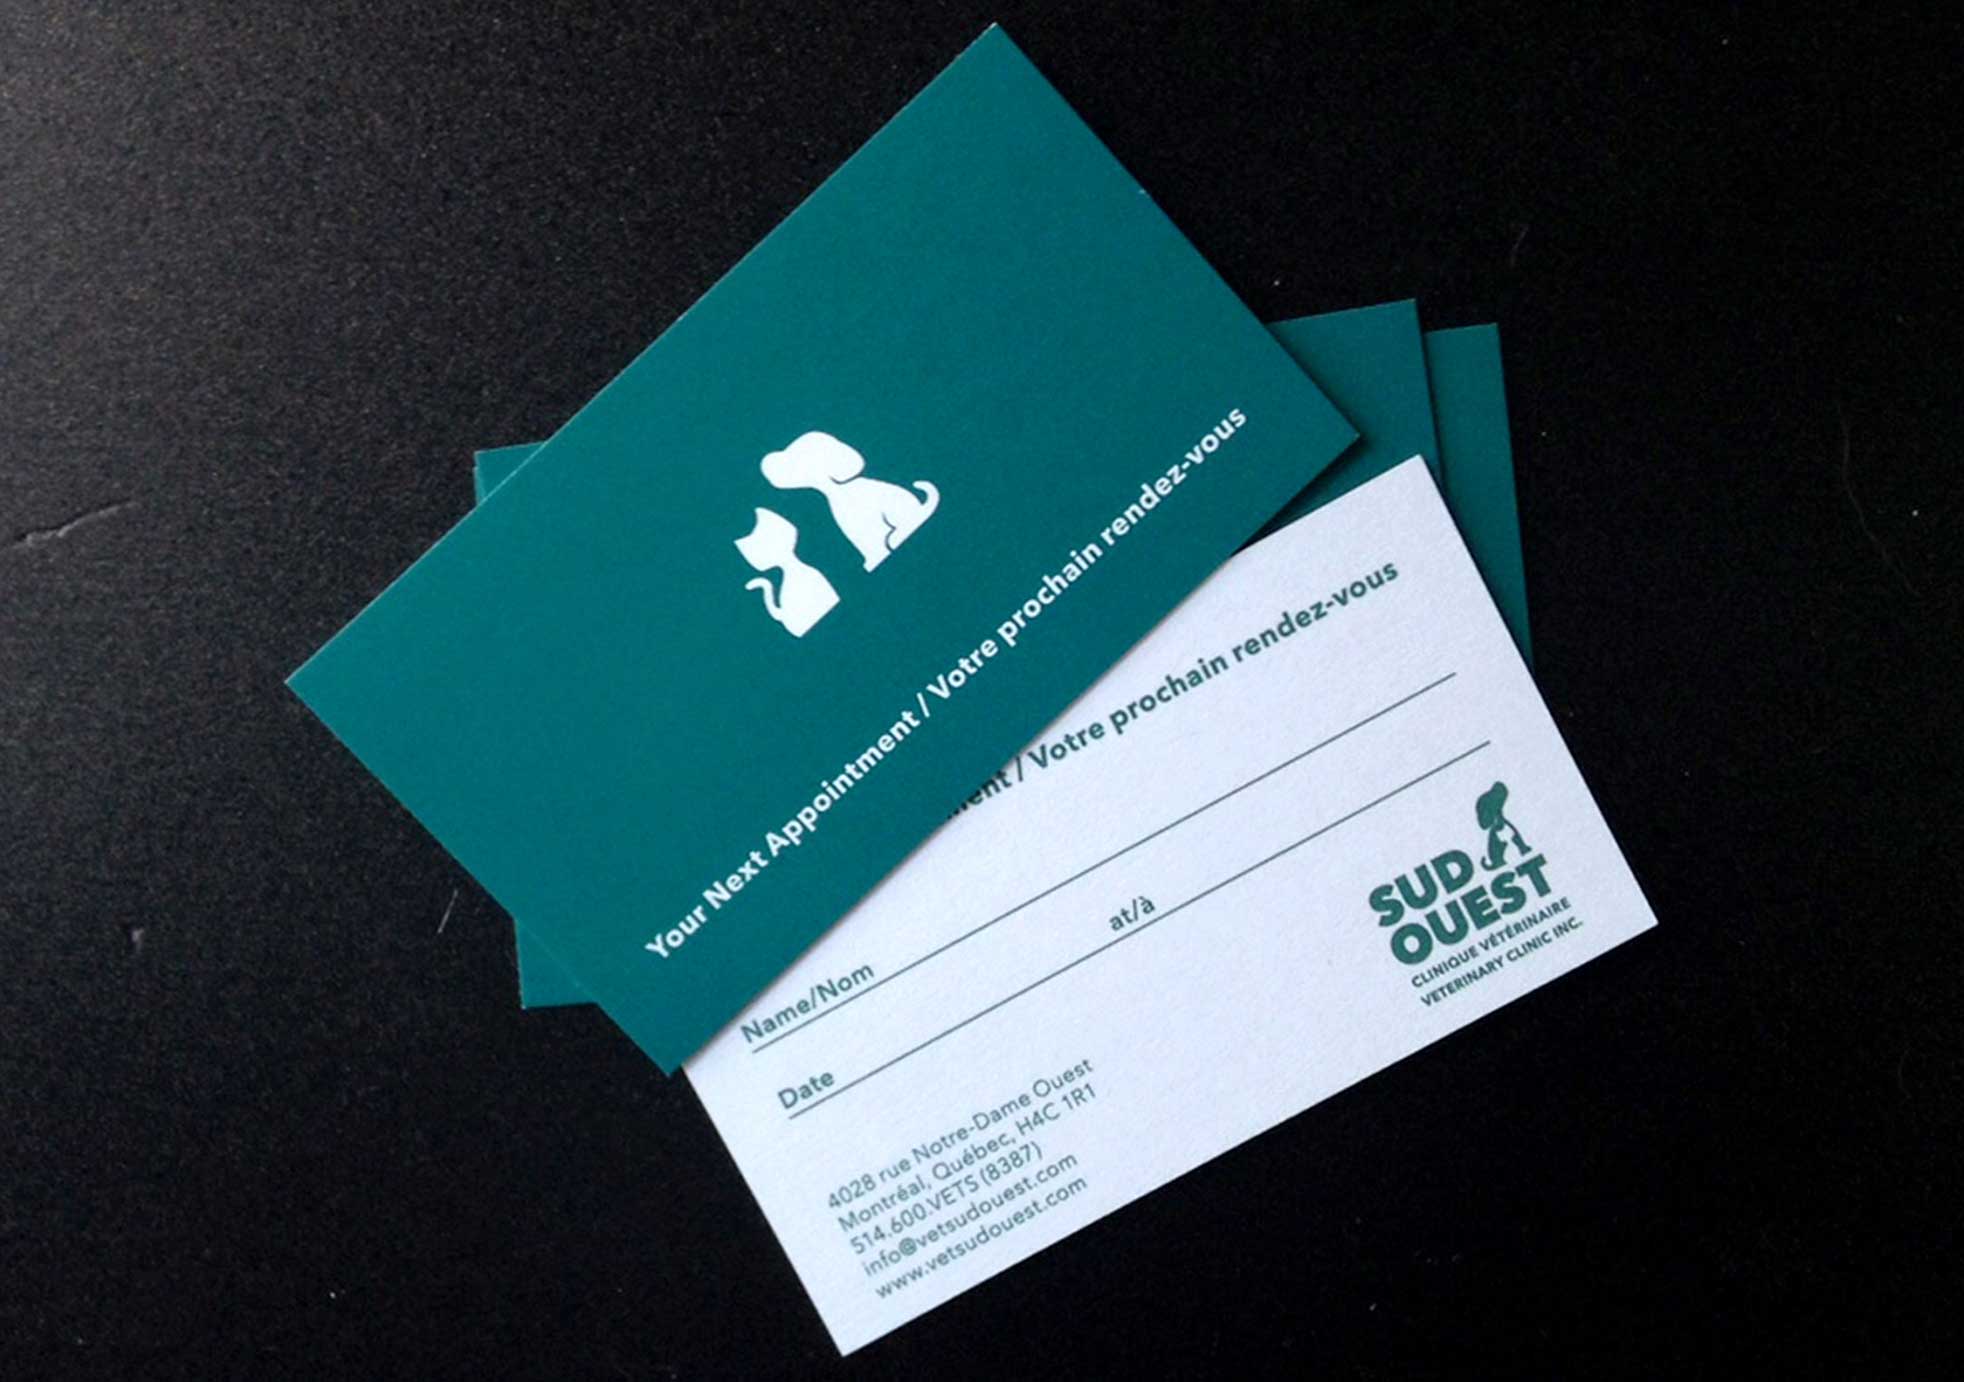 Your Next Appointment / Votre prochain rendez-vous
/ Votre prochain rendez-vous
Name/Nom
Date at/à
4028 rue Notre-Dame Ouest
Montréal, Québec, H4C 1R1
514.600.VETS (8387)
info@vetsudouest.com
www.vetsudouest.com
SUD
OUEST
CLINIQUE VÉTÉRINAIRE
VETERINARY CLINIC INC.